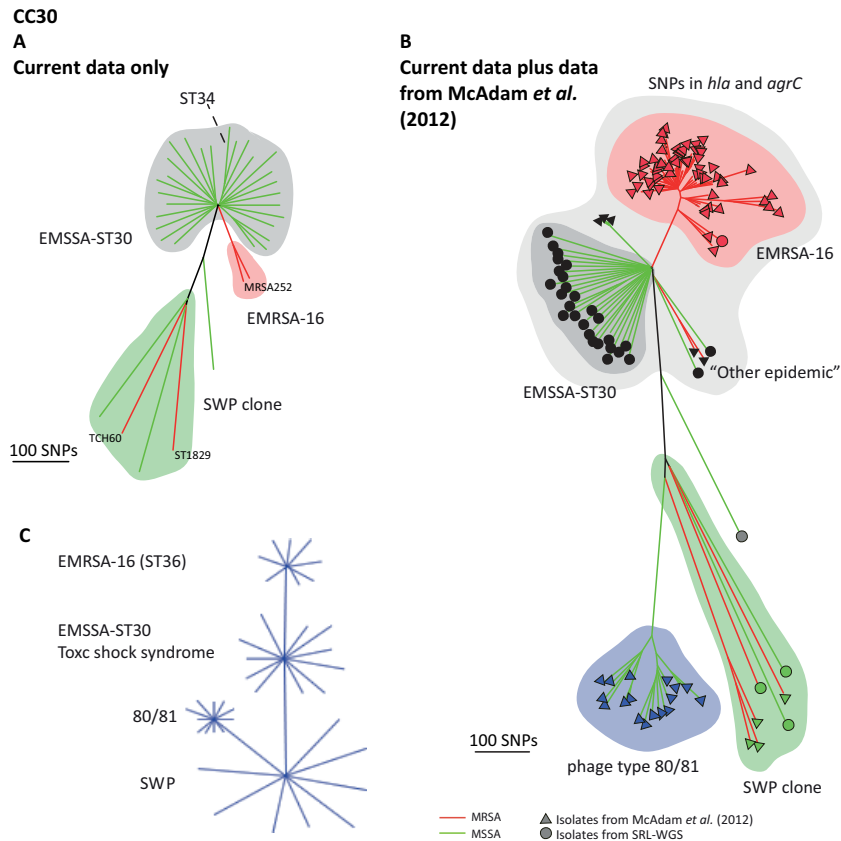 CC30
A
Current data only
ST34
EMSSA-ST30
MRSA252
EMRSA-16
SWP clone
TCH60
ST1829
100 SNPs
B
Current data plus data
from McAdam et al.
(2012)
SNPs in hla and agrC
EMRSA-16
"Other epidemic"
EMSSA-ST30
100 SNPs
phage type 80/81
SWP clone
MRSA
MSSA
Isolates from McAdam et al. (2012)
Isolates from SRL-WGS
C
EMRSA-16 (ST36)
EMSSA-ST30
Toxc shock syndrome
80/81
SWP